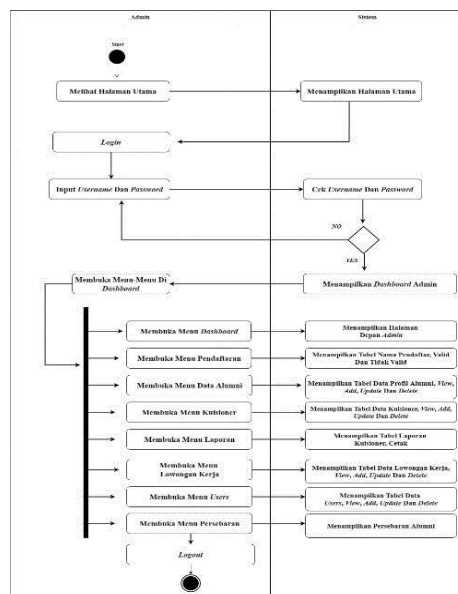 Admin
Sistem
Start
Melihat Halaman Utama
Menampilkan Halaman Utama
Login
Input Username Dan Password
Cek Username Dan Password
NO
YES
Membuka Menu-Menu Di
Dashboard
Menampilkan Dashboard Admin
Membuka Menu Dashboard
Menampilkan Halaman
Depan Admin
Membuka Menu Pendaftaran
Menampilkan Tabel Nama Pendaftar, Valid
Dan Tidak Valid
Membuka Menu Data Alumni
Menampilkan Tabel Data Profil Alumni, View,
Add, Update Dan Delete
Membuka Menu Kuisioner
Menampilkan Tabel Data Kuisioner, View, Add,
Update Dan Delete
Membuka Menu Laporan
Menampilkan Tabel Laporan
Kuisioner, Cetak
Membuka Menu
Lowongan Kerja
Menampilkan Tabel Data Lowongan Kerja,
View, Add, Update Dan Delete
Membuka Menu Users
Menampilkan Tabel Data
Users, View, Add, Update Dan Delete
Membuka Menu Persebaran
Menampilkan Persebaran Alumni
Logout